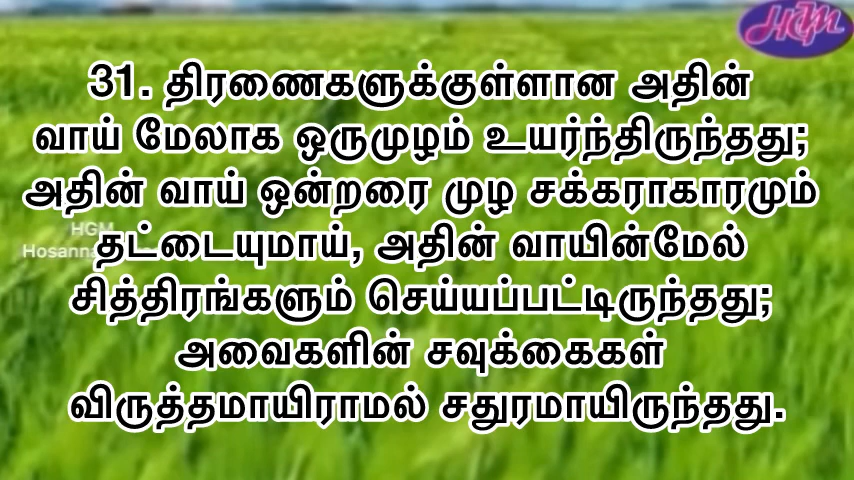 HGM
31. திரணைகளுக்குள்ளான அதின்
வாய் மேலாக ஒருமுழம் உயர்ந்திருந்தது;
அதின் வாய் ஒன்றரை முழ சக்கராகாரமும்
HGM
தட்டையுமாய், அதின் வாயின்மேல்
Hosanna
சித்திரங்களும் செய்யப்பட்டிருந்தது;
அவைகளின் சவுக்கைகள்
விருத்தமாயிராமல் சதுரமாயிருந்தது.